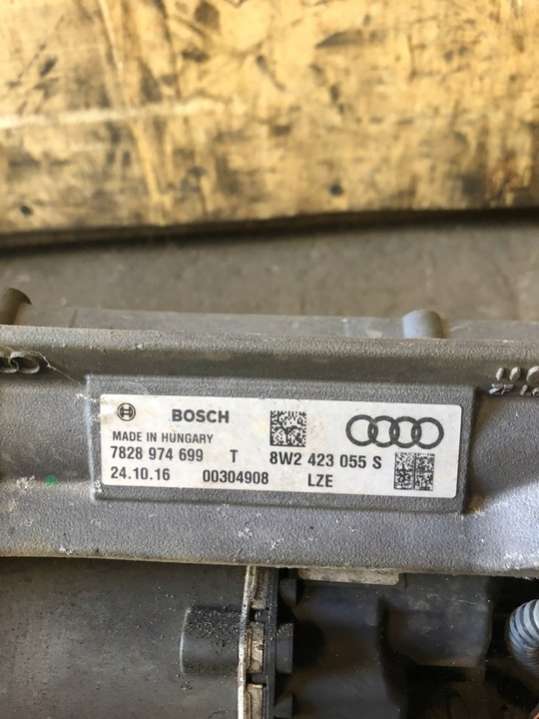 BOSCH
MADE IN HUNGARY
7828 974 699 T 8W2 423 055 S
24.10.16 00304908 LZE